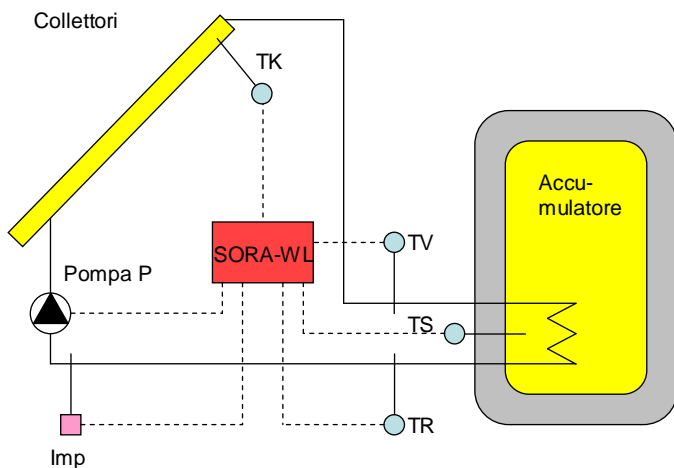 Collettori
TK
Accu-
mulatore
SORA-WL
TV
Pompa P
TS
TR
Imp